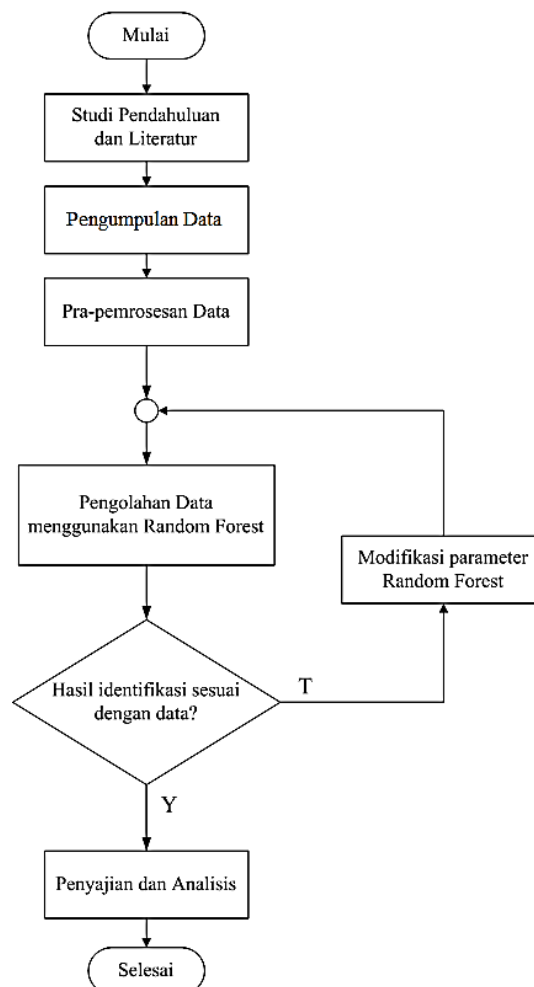 Mulai
Studi Pendahuluan
dan Literatur
Pengumpulan Data
Pra-pemrosesan Data
Pengolahan Data
menggunakan Random Forest
Modifikasi parameter
Random Forest
Hasil identifikasi sesuai
dengan data?
T
Y
Penyajian dan Analisis
Selesai